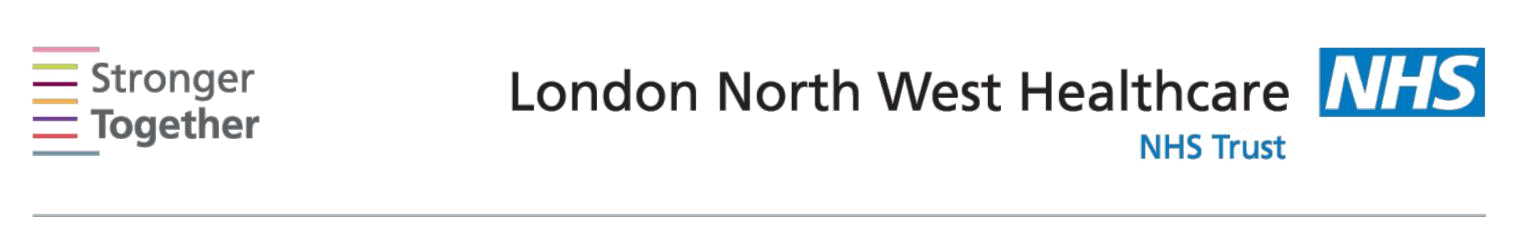 Stronger
Together
London North West Healthcare NHS
NHS Trust